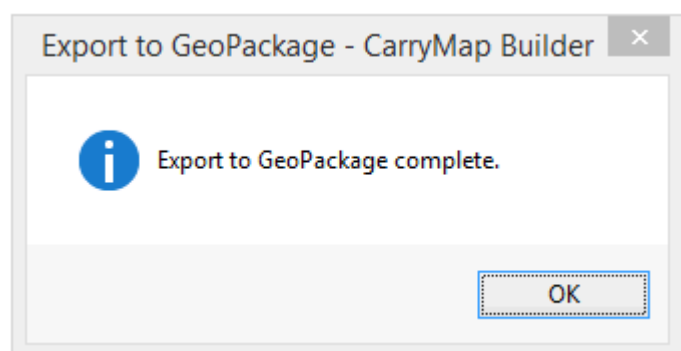 Export to GeoPackage - CarryMap Builder
Export to GeoPackage complete.
OK